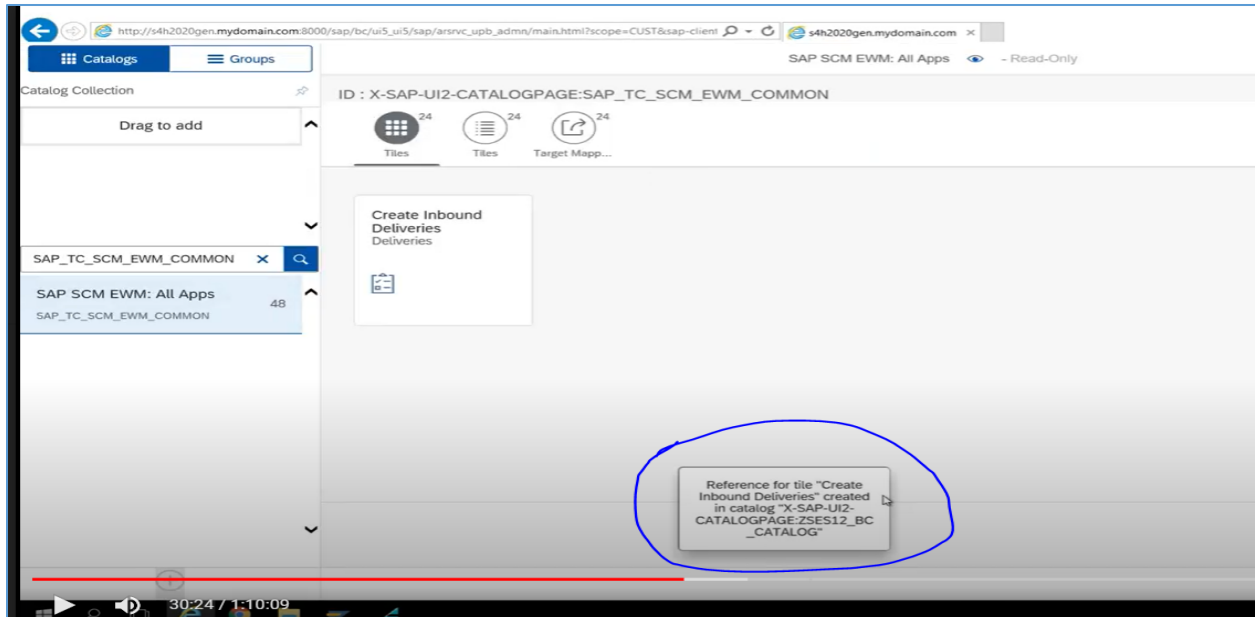 http://s4h2020gen.mydomain.com:8000/sap/bc/ui5_ui5/sap/arsrvc_upb_admn/main.html?scope=CUST&sap-client
s4h2020gen.mydomain.com
Catalogs
Groups
SAP SCM EWM: All Apps
- Read-Only
Catalog Collection
ID : X-SAP-UI2-CATALOGPAGE:SAP_TC_SCM_EWM_COMMON
Drag to add
24
24
24
Tiles
Tiles
Target Mapp...
Create Inbound
Deliveries
Deliveries
SAP_TC_SCM_EWM_COMMON
SAP SCM EWM: All Apps
48
SAP_TC_SCM_EWM_COMMON
Reference for tile "Create
Inbound Deliveries" created
in catalog "X-SAP-UI2-
CATALOGPAGE:ZSES12_BC
_CATALOG"
30:24 / 1:10:09